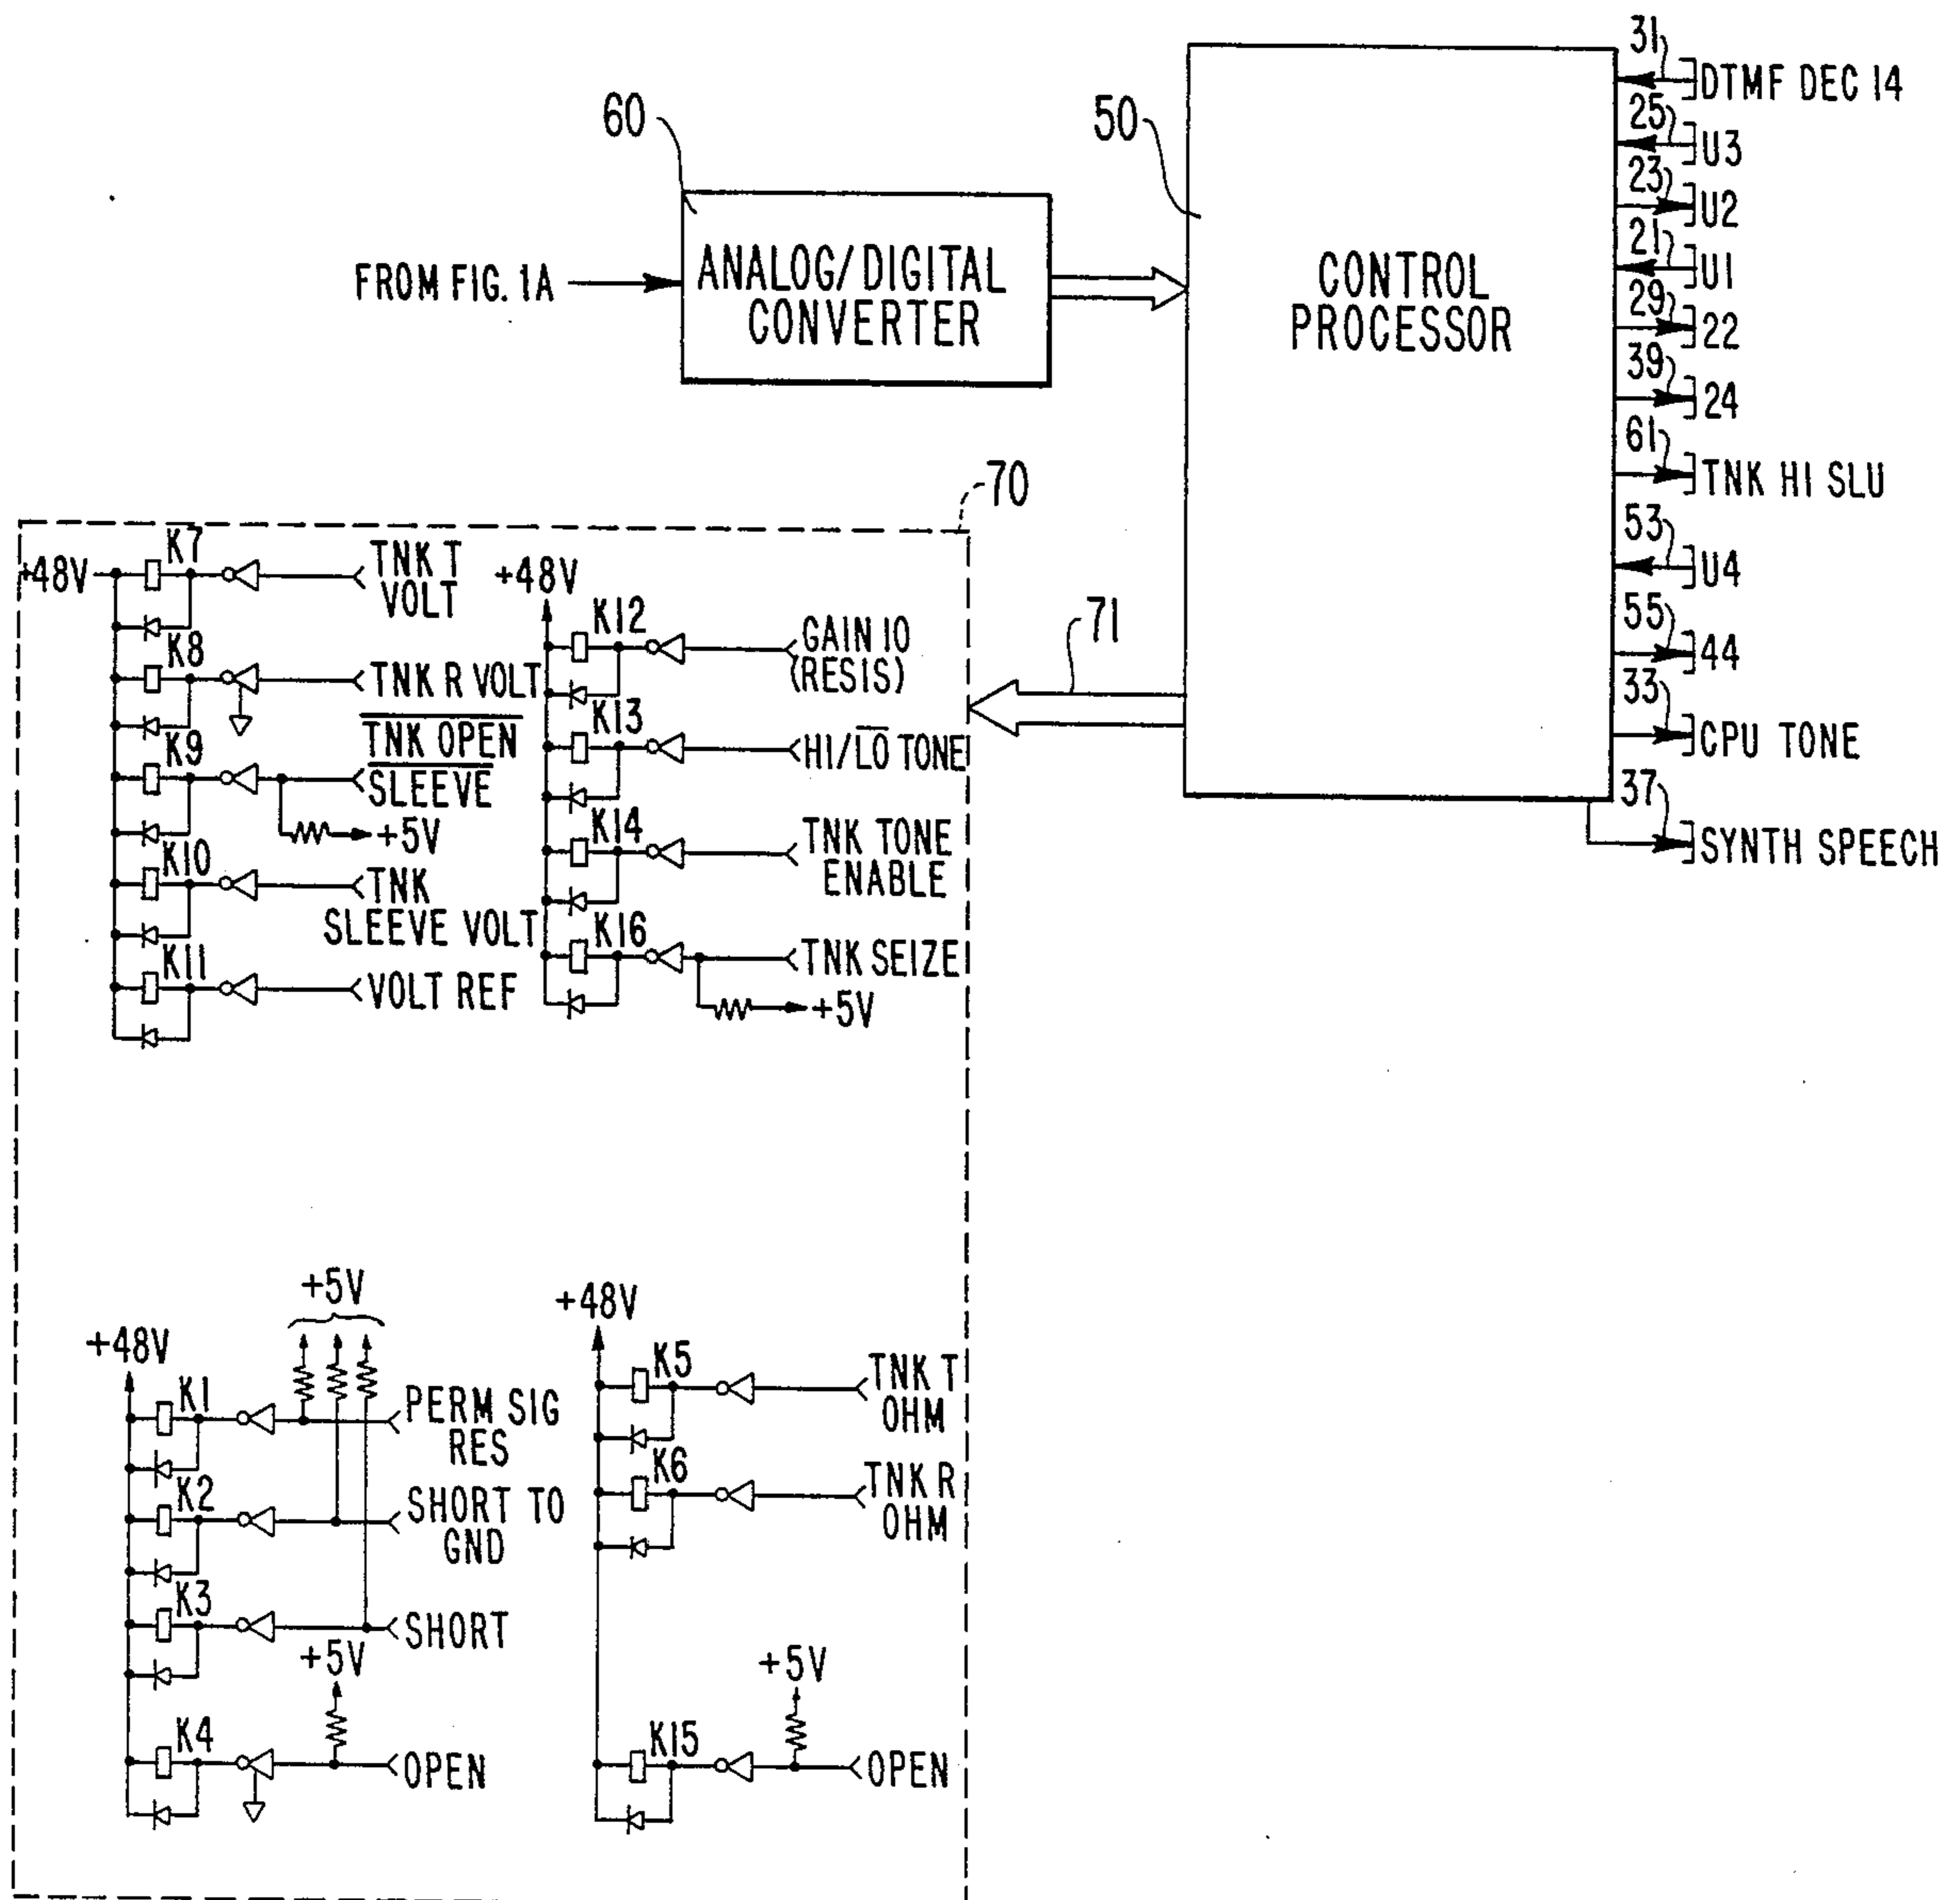 31
DTMF DEC 14
25
U3
23
U2
21
U1
29
22
39
24
61
TNK HI SLU
53
U4
55
44
33
CPU TONE
37
SYNTH SPEECH
60
50
FROM FIG. 1A
ANALOG/DIGITAL
CONVERTER
CONTROL
PROCESSOR
70
71
+48V
K7
TNK T
VOLT
K8
TNK R VOLT
K9
TNK OPEN
SLEEVE
+5V
K10
TNK
SLEEVE VOLT
K11
VOLT REF
+48V
K12
GAIN 10
(RESIS)
K13
HI/LO TONE
K14
TNK TONE
ENABLE
K16
TNK SEIZE
+5V
+5V
+48V
K1
PERM SIG
RES
K2
SHORT TO
GND
K3
SHORT
+5V
K4
OPEN
+48V
K5
TNK T
OHM
K6
TNK R
OHM
+5V
K15
OPEN